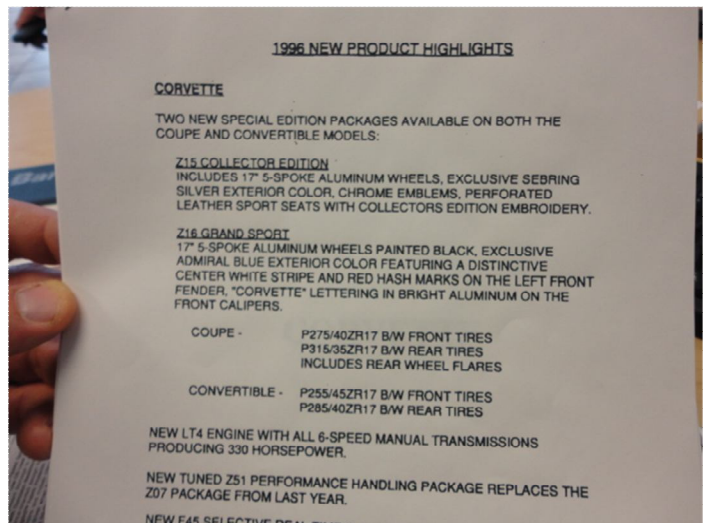 1996 NEW PRODUCT HIGHLIGHTS
CORVETTE
TWO NEW SPECIAL EDITION PACKAGES AVAILABLE ON BOTH THE
COUPE AND CONVERTIBLE MODELS:
Z15 COLLECTOR EDITION
INCLUDES 17" 5-SPOKE ALUMINUM WHEELS, EXCLUSIVE SEBRING
SILVER EXTERIOR COLOR, CHROME EMBLEMS, PERFORATED
LEATHER SPORT SEATS WITH COLLECTORS EDITION EMBROIDERY.
Z16 GRAND SPORT
17" 5-SPOKE ALUMINUM WHEELS PAINTED BLACK, EXCLUSIVE
ADMIRAL BLUE EXTERIOR COLOR FEATURING A DISTINCTIVE
CENTER WHITE STRIPE AND RED HASH MARKS ON THE LEFT FRONT
FENDER, "CORVETTE" LETTERING IN BRIGHT ALUMINUM ON THE
FRONT CALIPERS.
COUPE - P275/40ZR17 B/W FRONT TIRES
P315/35ZR17 B/W REAR TIRES
INCLUDES REAR WHEEL FLARES
CONVERTIBLE - P255/45ZR17 B/W FRONT TIRES
P285/40ZR17 B/W REAR TIRES
NEW LT4 ENGINE WITH ALL 6-SPEED MANUAL TRANSMISSIONS
PRODUCING 330 HORSEPOWER.
NEW TUNED Z51 PERFORMANCE HANDLING PACKAGE REPLACES THE
Z07 PACKAGE FROM LAST YEAR.
NEW F45 SELECTIVE REAL